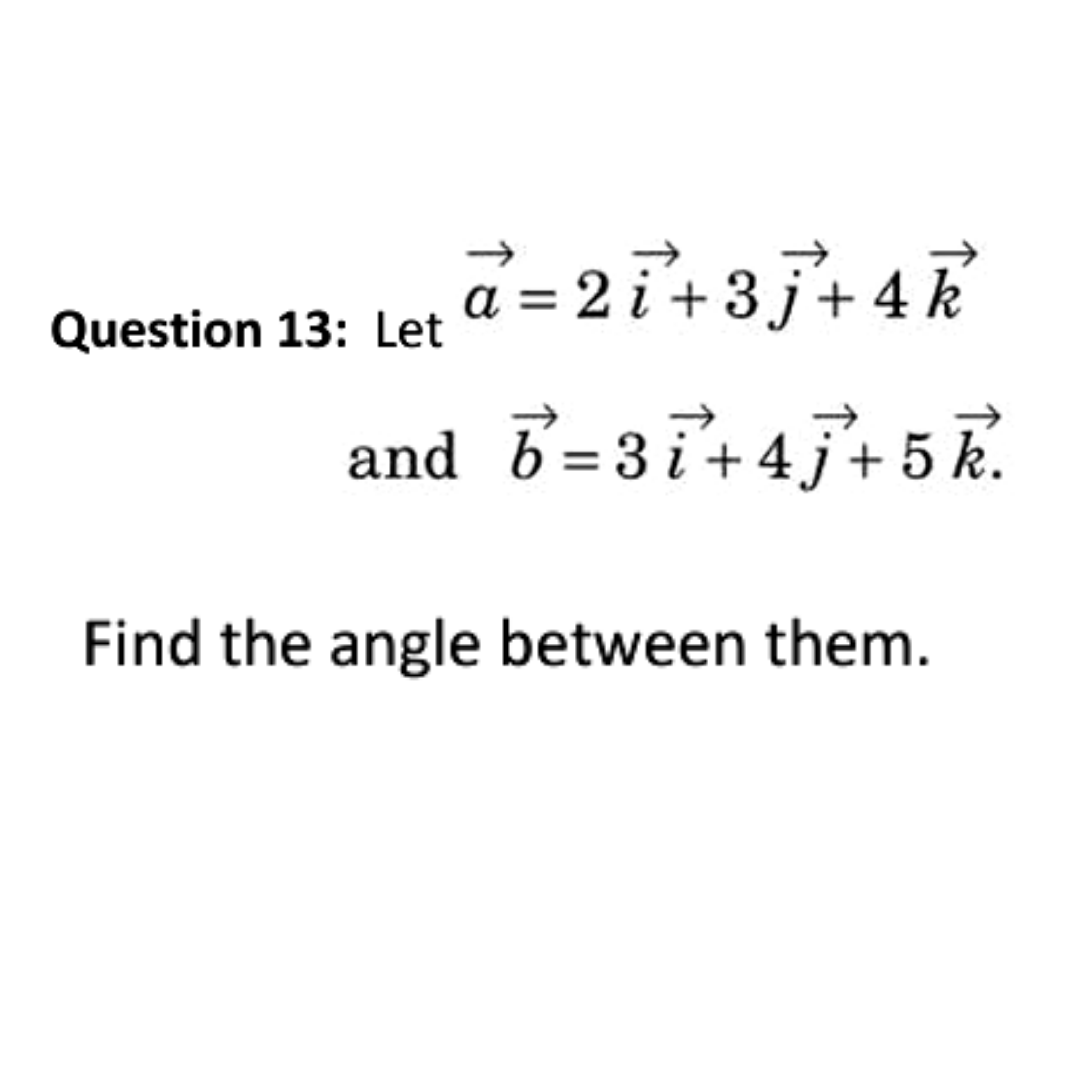 Question 13: Let $\vec{a} = 2\vec{i} + 3\vec{j} + 4\vec{k}$
and $\vec{b} = 3\vec{i} + 4\vec{j} + 5\vec{k}.$
Find the angle between them.